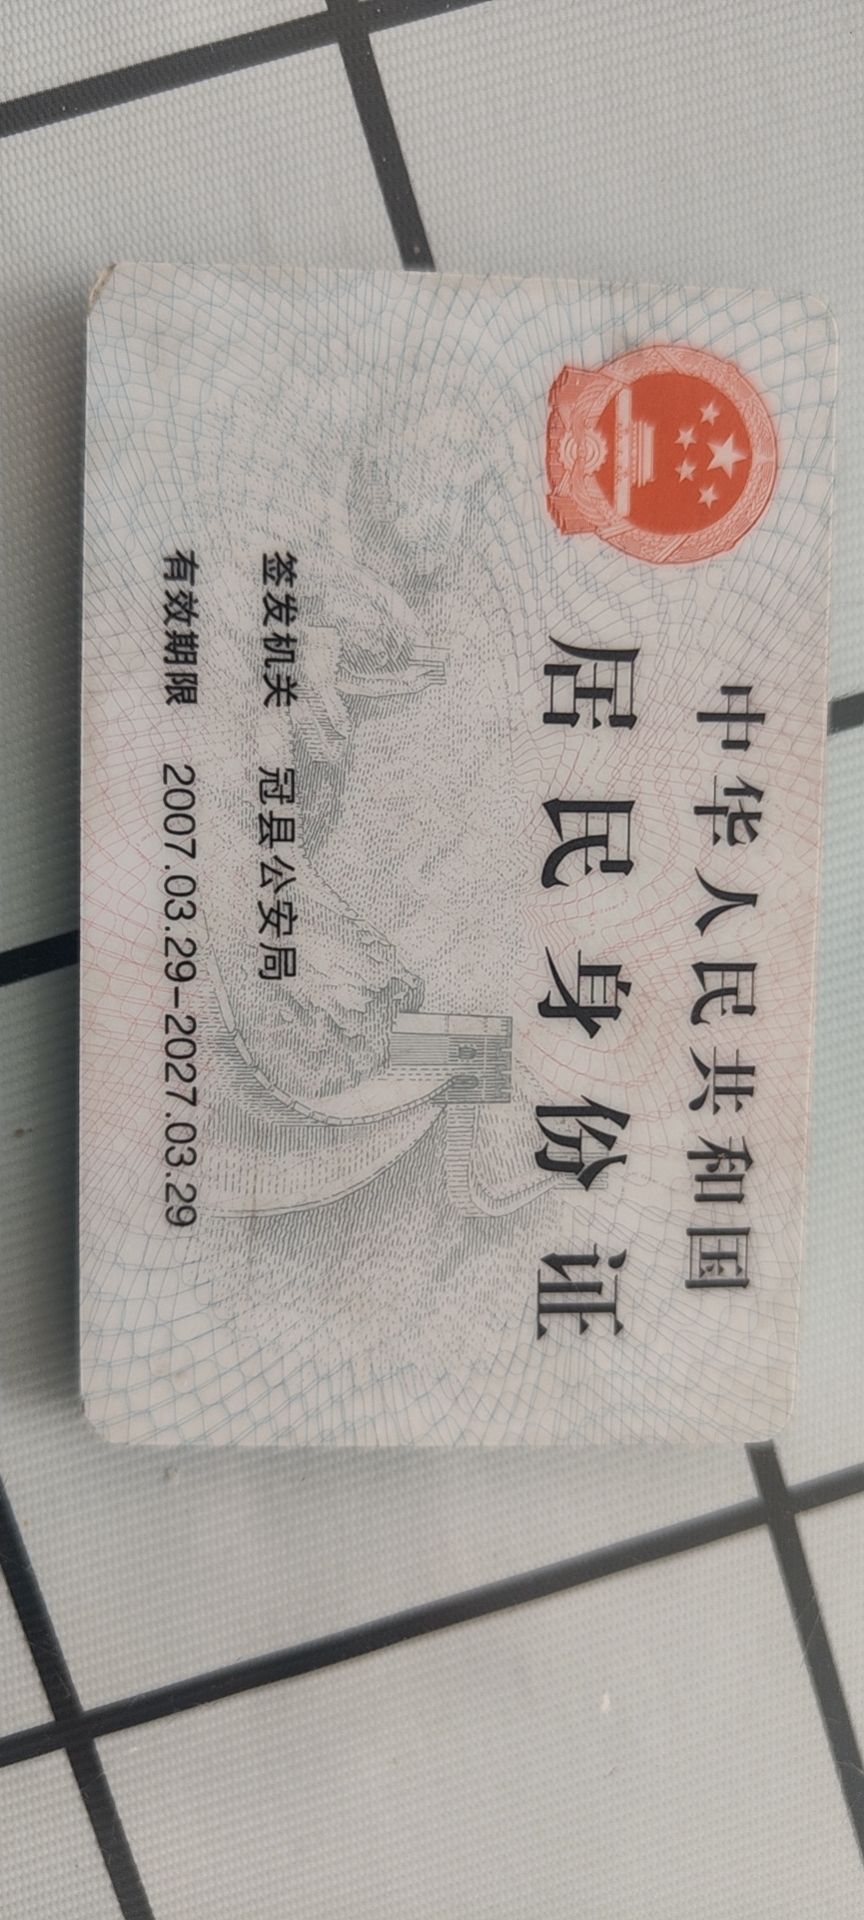 中华人民共和国
居民身份证
签发机关 冠县公安局
有效期限 2007.03.29-2027.03.29